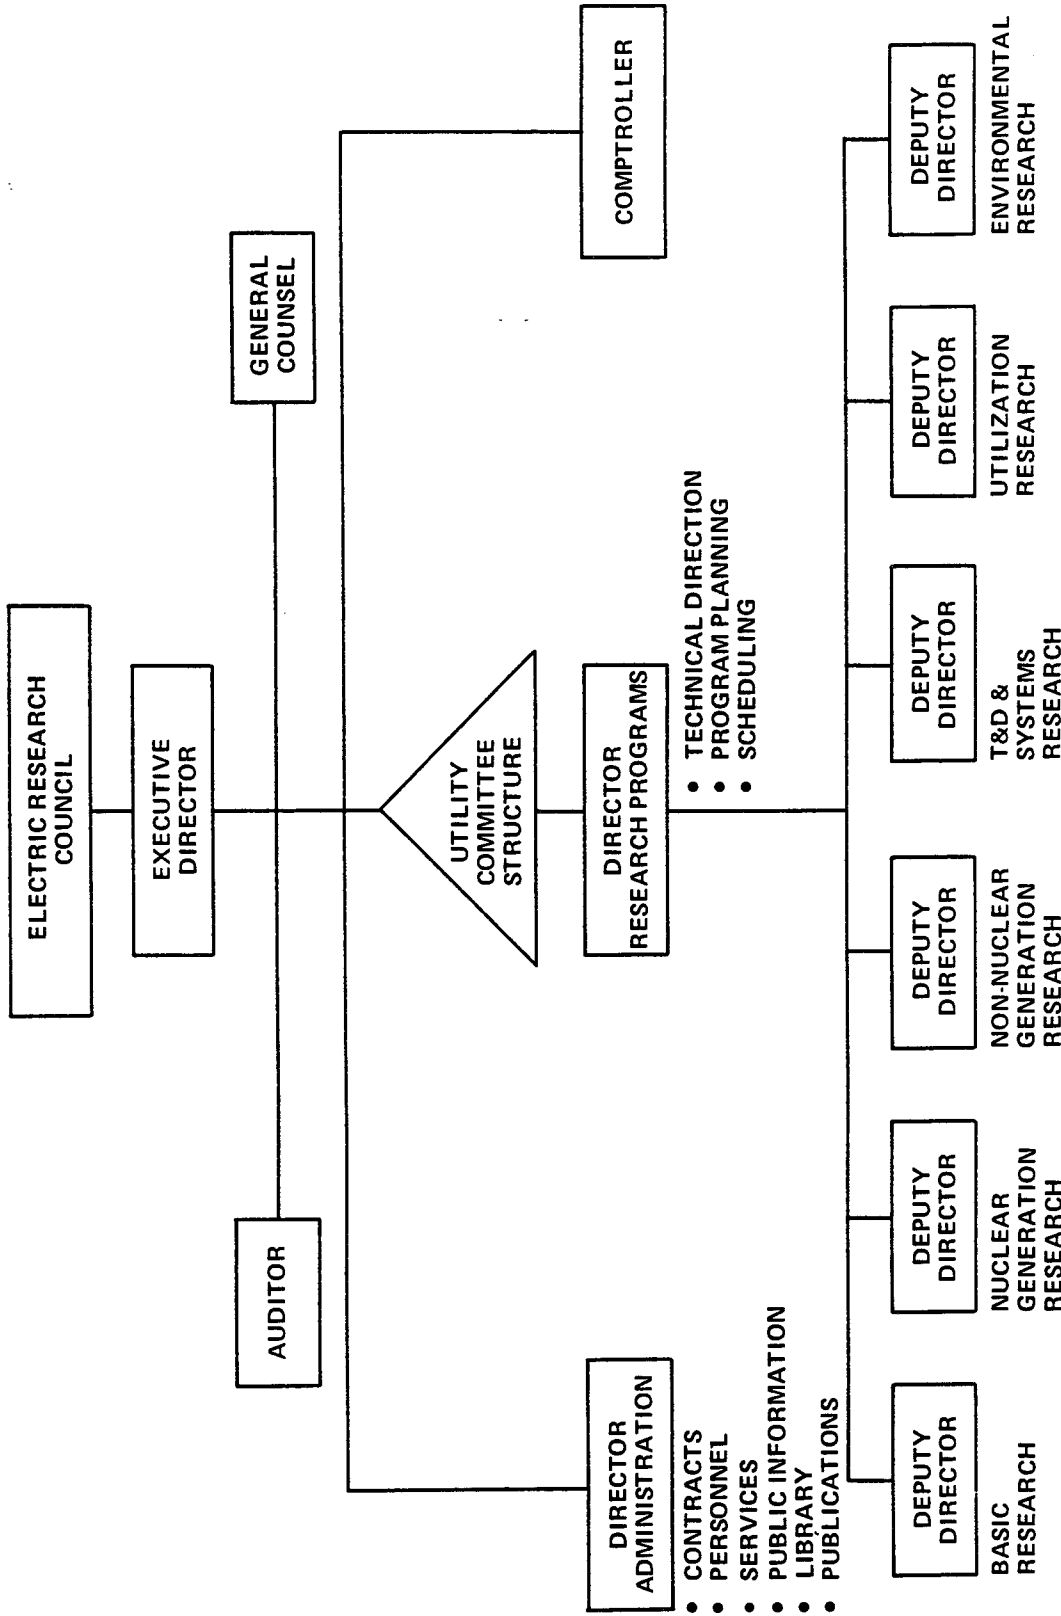 ELECTRIC RESEARCH
COUNCIL
EXECUTIVE
DIRECTOR
AUDITOR
GENERAL
COUNSEL
UTILITY
COMMITTEE
STRUCTURE
DIRECTOR
ADMINISTRATION
• CONTRACTS
• PERSONNEL
• SERVICES
• PUBLIC INFORMATION
• LIBRARY
• PUBLICATIONS
DIRECTOR
RESEARCH PROGRAMS
• TECHNICAL DIRECTION
• PROGRAM PLANNING
• SCHEDULING
COMPTROLLER
DEPUTY
DIRECTOR
BASIC
RESEARCH
DEPUTY
DIRECTOR
NUCLEAR
GENERATION
RESEARCH
DEPUTY
DIRECTOR
NON-NUCLEAR
GENERATION
RESEARCH
DEPUTY
DIRECTOR
T&D &
SYSTEMS
RESEARCH
DEPUTY
DIRECTOR
UTILIZATION
RESEARCH
DEPUTY
DIRECTOR
ENVIRONMENTAL
RESEARCH